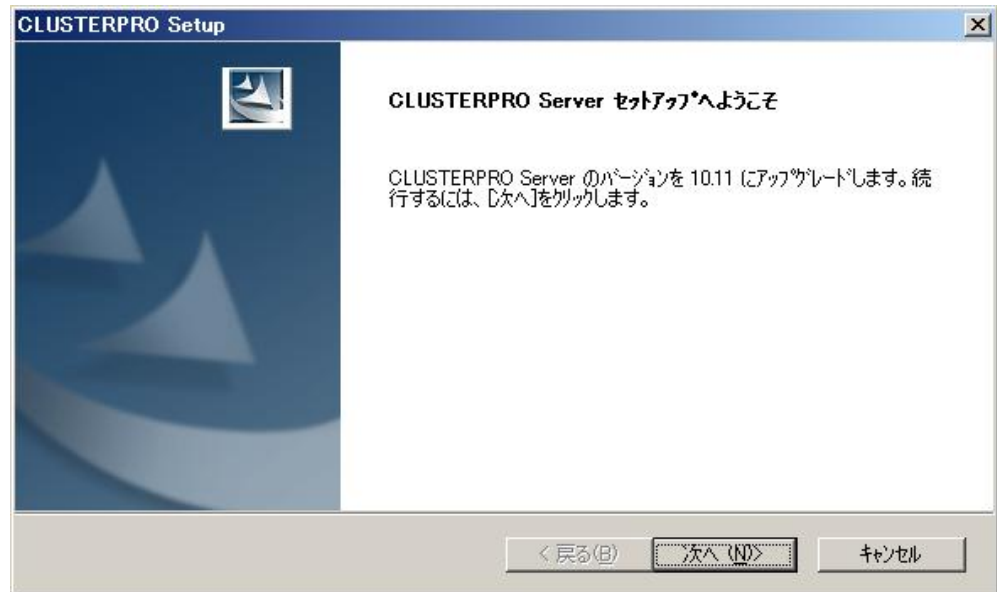 CLUSTERPRO Setup
CLUSTERPRO Server セットアップへようこそ
CLUSTERPRO Server のバージョンを 10.11 にアップグレードします。続
行するには、[次へ]をクリックします。
< 戻る(B)
次へ (N)>
キャンセル